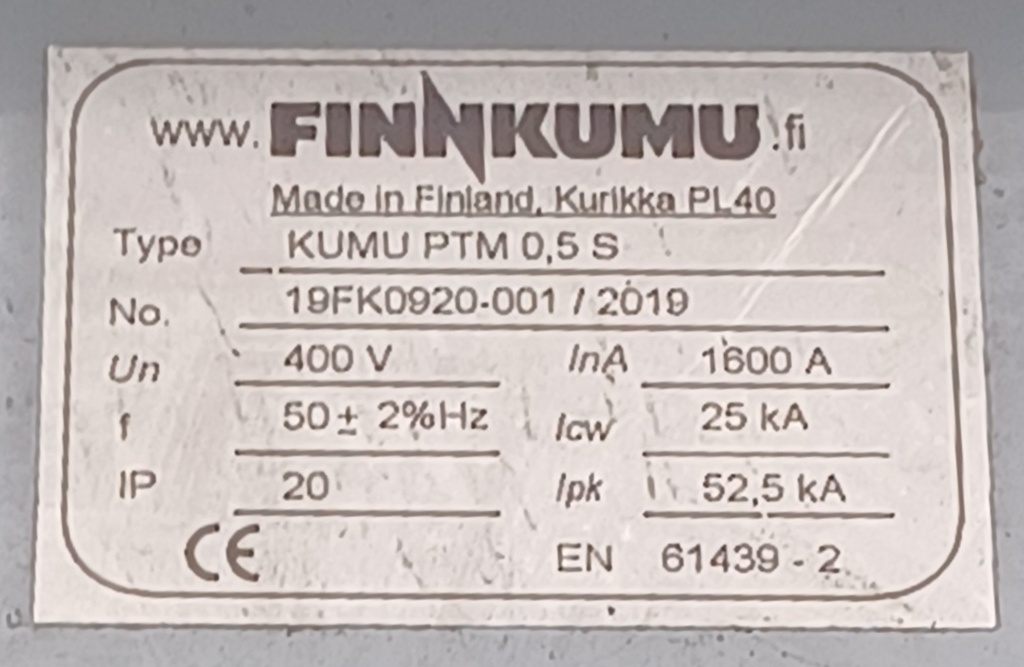 www.FINNKUMU.fi
Made in Finland, Kurikka PL40
Type KUMU PTM 0,5 S
No. 19FK0920-001 / 2019
Un 400 V InA 1600 A
f 50 ± 2%Hz Icw 25 kA
IP 20 Ipk 52,5 kA
CE EN 61439 - 2